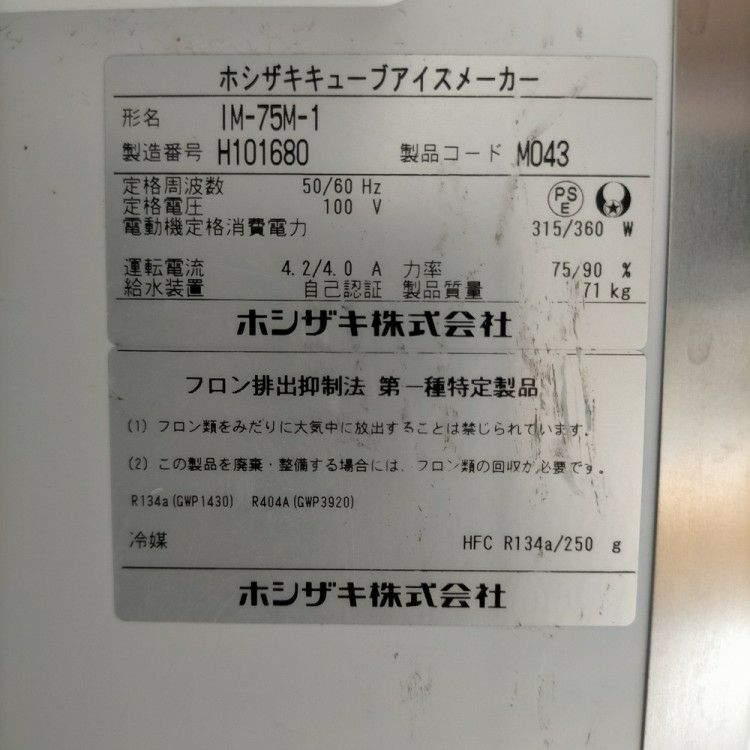 ホシザキキューブアイスメーカー
形名 IM-75M-1
製造番号 H101680 製品コード M043
定格周波数 50/60 Hz
定格電圧 100 V
PS E
電動機定格消費電力 315/360 W
運転電流 4.2/4.0 A 力率 75/90 %
給水装置 自己認証 製品質量 71 kg
ホシザキ株式会社
フロン排出抑制法 第一種特定製品
(1) フロン類をみだりに大気中に放出することは禁じられています。
(2) この製品を廃棄・整備する場合には、フロン類の回収が必要です。
R134a(GWP1430) R404A(GWP3920)
冷媒 HFC R134a/250 g
ホシザキ株式会社